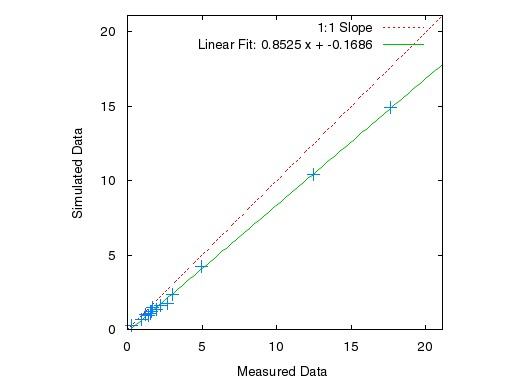 1:1 Slope
Linear Fit: 0.8525 x + -0.1686
20
15
10
5
0
Simulated Data
0 5 10 15 20
Measured Data